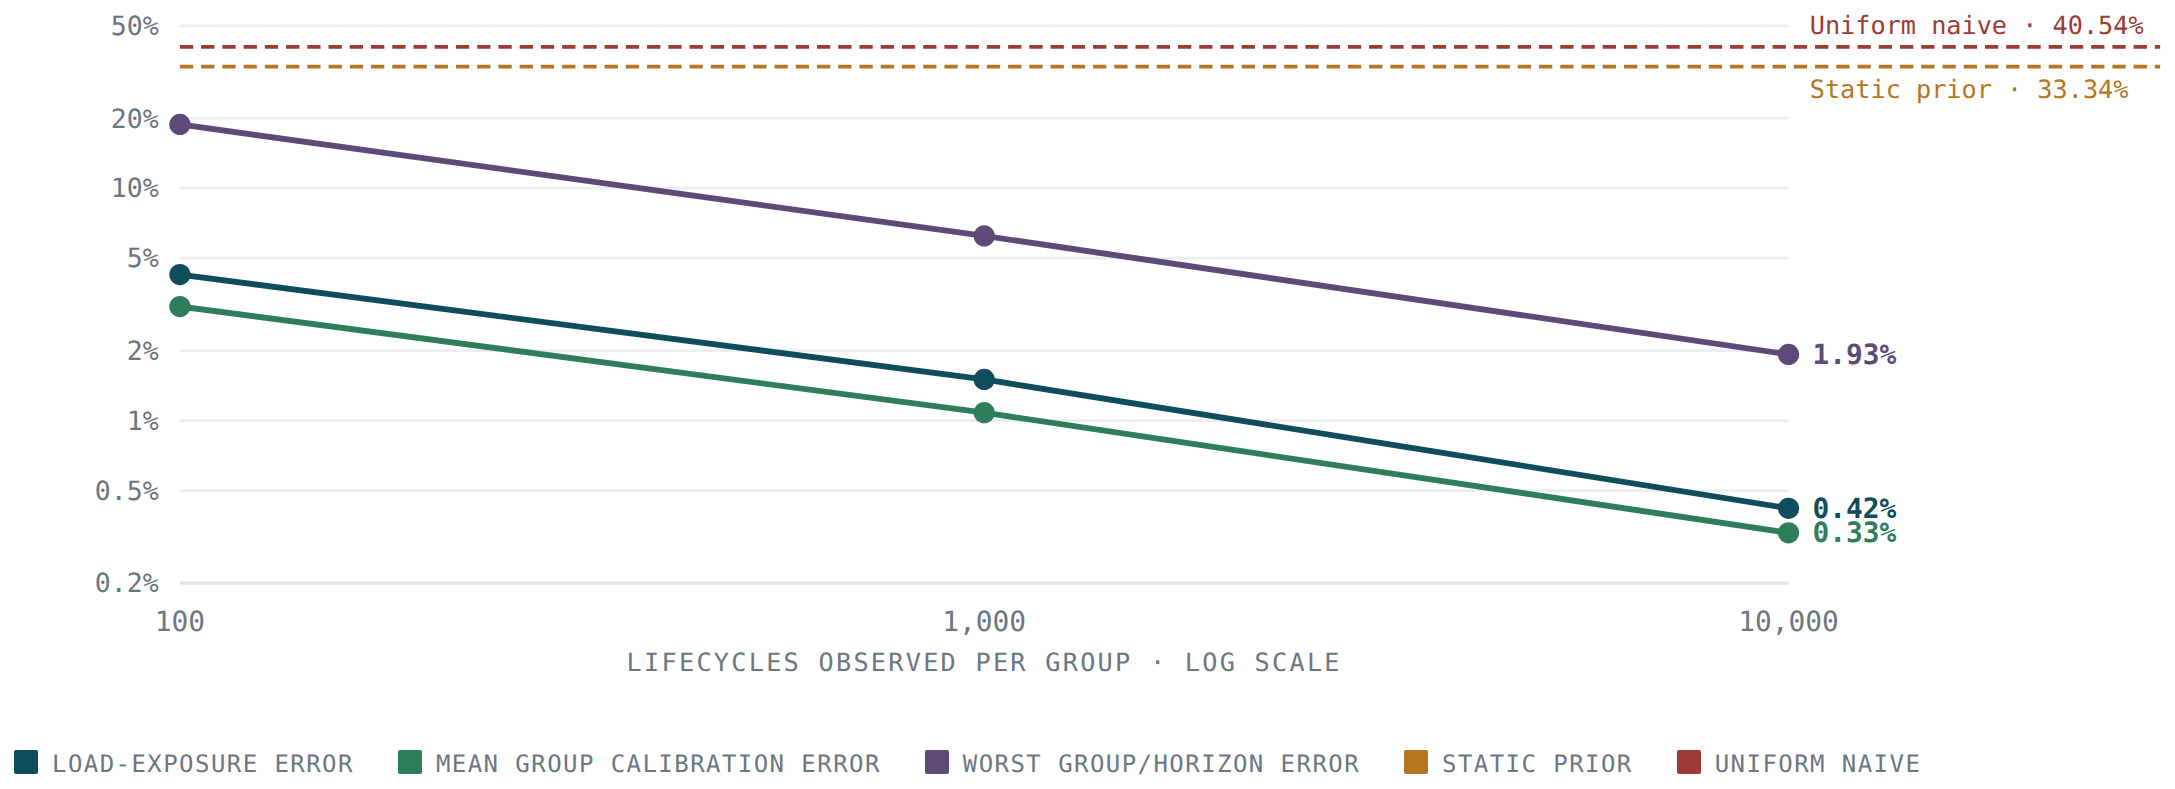 50%
Uniform naive · 40.54%
Static prior · 33.34%
20%
10%
5%
2%
1.93%
1%
0.5%
0.42%
0.33%
0.2%
100 1,000 10,000
LIFECYCLES OBSERVED PER GROUP · LOG SCALE
LOAD-EXPOSURE ERROR MEAN GROUP CALIBRATION ERROR WORST GROUP/HORIZON ERROR STATIC PRIOR UNIFORM NAIVE